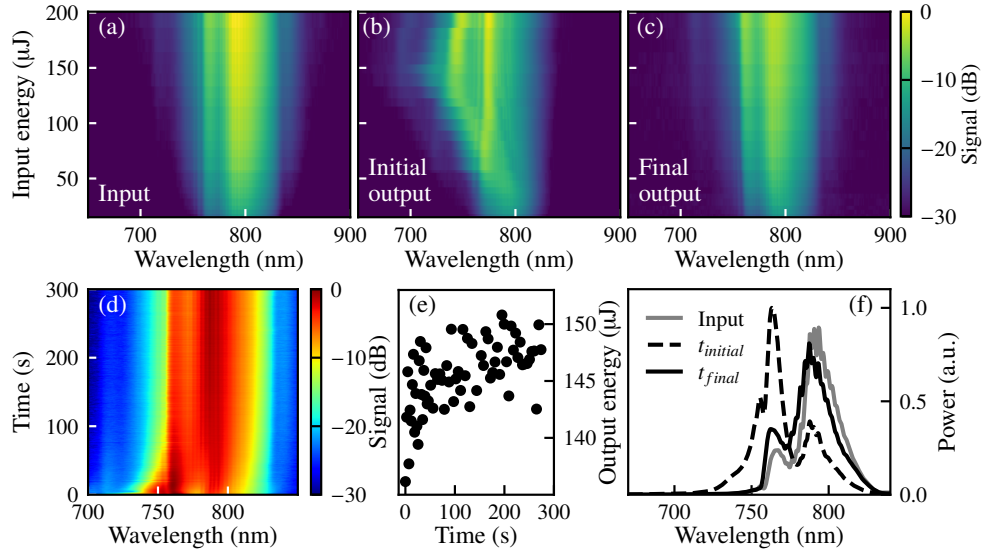 200
150
100
50
Input energy (μJ)
(a)
Input
700
800
900
Wavelength (nm)
(b)
Initial
output
700
800
900
Wavelength (nm)
(c)
Final
output
700
800
900
Wavelength (nm)
0
−10
−20
−30
Signal (dB)
300
200
100
0
Time (s)
(d)
700
750
800
Wavelength (nm)
0
−10
−20
−30
Signal (dB)
(e)
0
100
200
300
Time (s)
150
145
140
Output energy (μJ)
(f)
Input
t_initial
t_final
700
750
800
Wavelength (nm)
1.0
0.5
0.0
Power (a.u.)